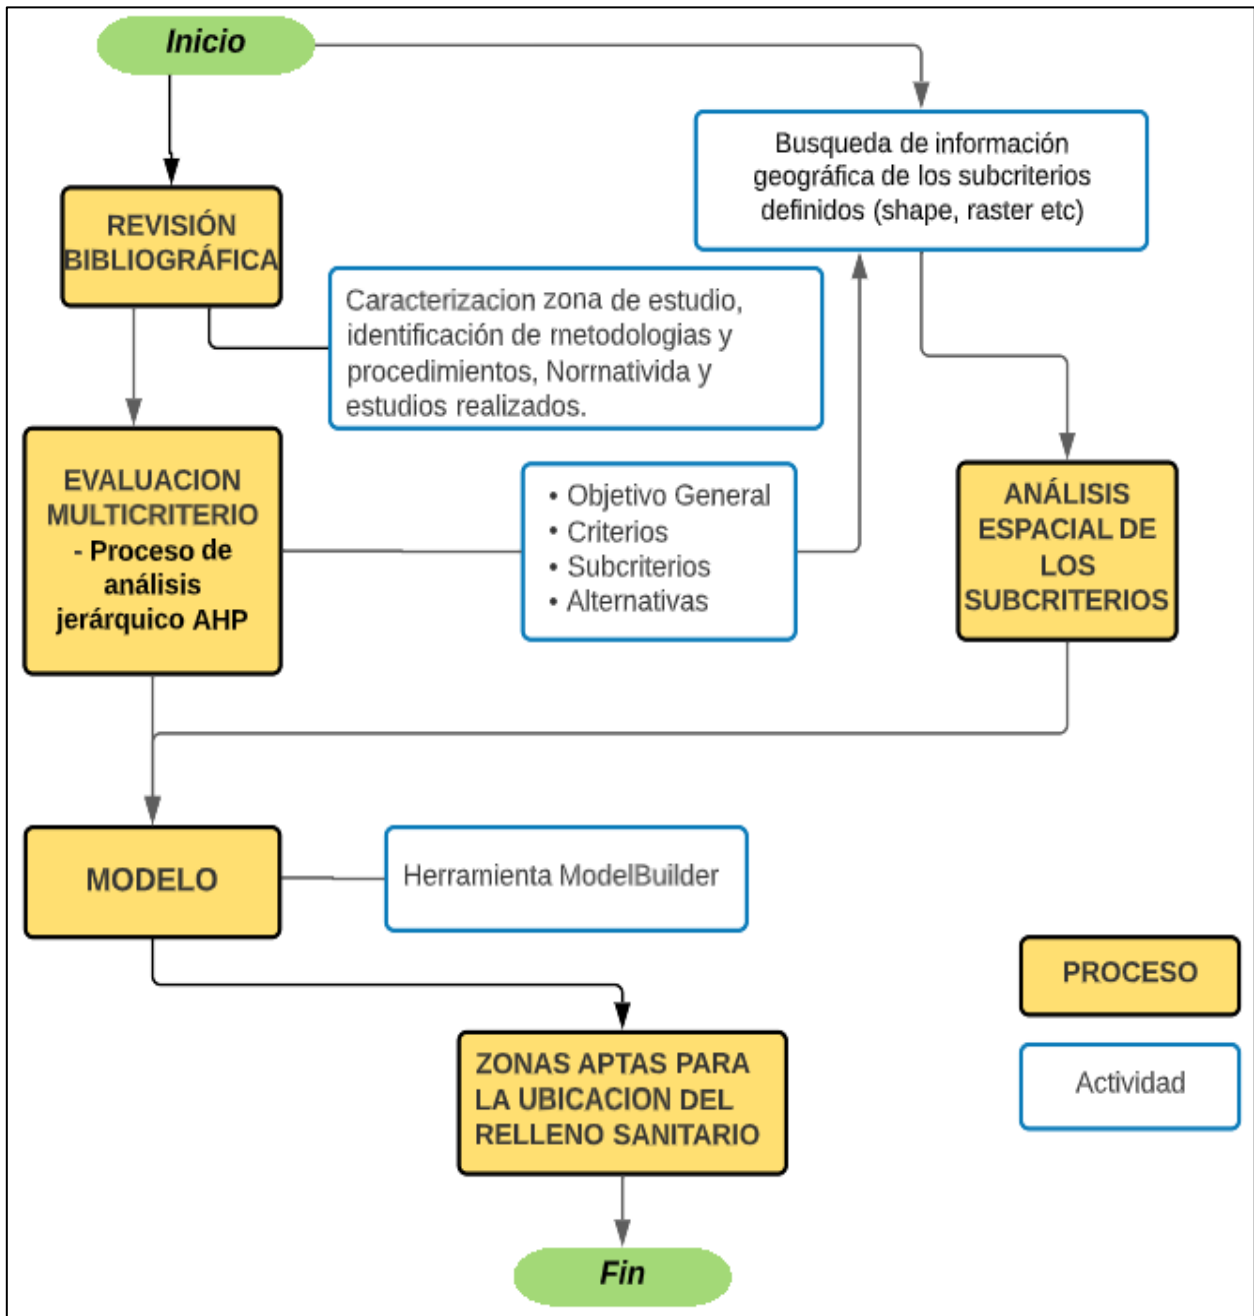 Inicio
Busqueda de información
geográfica de los subcriterios
definidos (shape, raster etc)
REVISIÓN
BIBLIOGRÁFICA
Caracterizacion zona de estudio,
identificación de metodologias y
procedimientos, Normativida y
estudios realizados.
EVALUACION
MULTICRITERIO
- Proceso de
análisis
jerárquico AHP
• Objetivo General
• Criterios
• Subcriterios
• Alternativas
ANÁLISIS
ESPACIAL DE
LOS
SUBCRITERIOS
MODELO
Herramienta ModelBuilder
PROCESO
Actividad
ZONAS APTAS PARA
LA UBICACION DEL
RELLENO SANITARIO
Fin